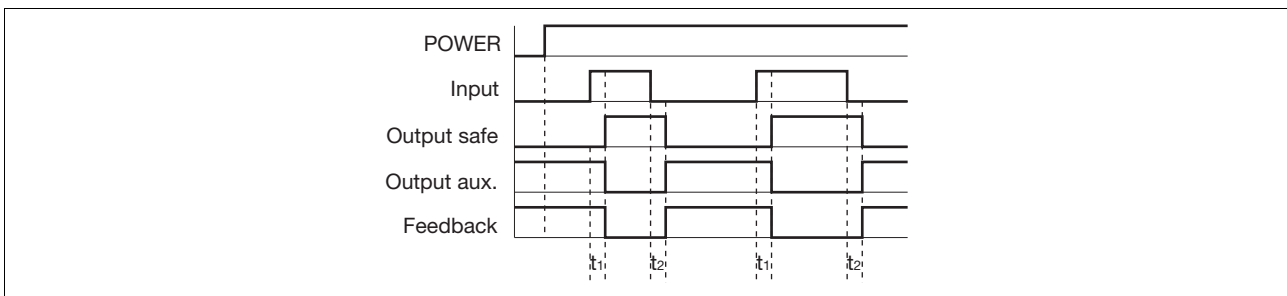 POWER
Input
Output safe
Output aux.
Feedback
t1 t2 t1 t2